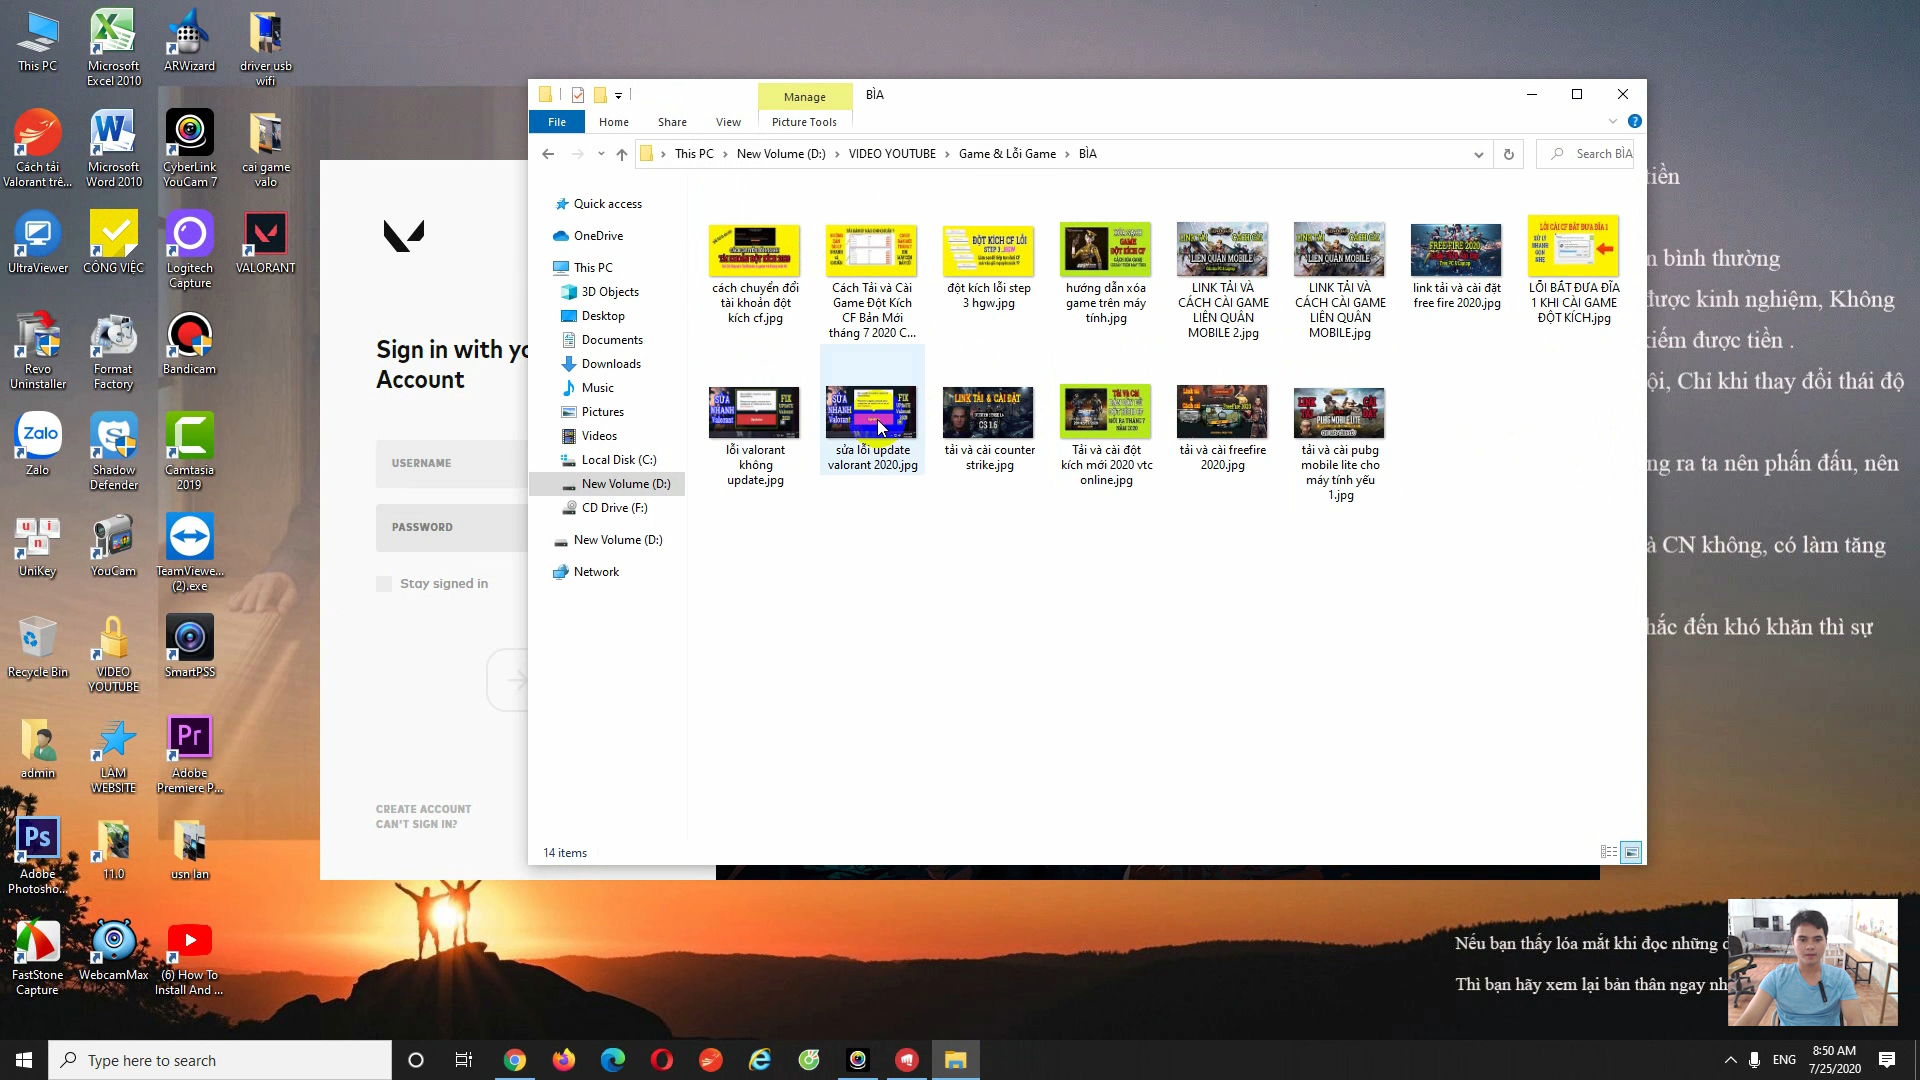 This PC
Microsoft
Excel 2010
ARWizard
driver usb
wifi
Cách tải
Valorant trê...
Microsoft
Word 2010
CyberLink
YouCam 7
cai game
valo
UltraViewer
CÔNG VIỆC
Logitech
Capture
VALORANT
Revo
Uninstaller
Format
Factory
Bandicam
Zalo
Zalo
Shadow
Defender
Camtasia
2019
UniKey
YouCam
TeamViewe...
(2).exe
Recycle Bin
VIDEO
YOUTUBE
SmartPSS
admin
LÀM
WEBSITE
Pr
Adobe
Premiere P...
Ps
Adobe
Photosho...
11.0
usn lan
FastStone
Capture
WebcamMax
(6) How To
Install And ...
Sign in with yo
Account
USERNAME
PASSWORD
Stay signed in
CREATE ACCOUNT
CAN'T SIGN IN?
Manage
BÌA
File
Home
Share
View
Picture Tools
This PC
New Volume (D:)
VIDEO YOUTUBE
Game & Lỗi Game
BÌA
Search BÌA
Quick access
OneDrive
This PC
3D Objects
Desktop
Documents
Downloads
Music
Pictures
Videos
Local Disk (C:)
New Volume (D:)
CD Drive (F:)
New Volume (D:)
Network
cách chuyển đổi
tài khoản đột
kích cf.jpg
Cách Tải và Cài
Game Đột Kích
CF Bản Mới
tháng 7 2020 C...
đột kích lỗi step
3 hgw.jpg
hướng dẫn xóa
game trên máy
tính.jpg
LINK TẢI VÀ
CÁCH CÀI GAME
LIÊN QUÂN
MOBILE 2.jpg
LINK TẢI VÀ
CÁCH CÀI GAME
LIÊN QUÂN
MOBILE.jpg
link tải và cài đặt
free fire 2020.jpg
LỖI BẮT ĐƯA ĐĨA
1 KHI CÀI GAME
ĐỘT KÍCH.jpg
lỗi valorant
không
update.jpg
sửa lỗi update
valorant 2020.jpg
tải và cài counter
strike.jpg
Tải và cài đột
kích mới 2020 vtc
online.jpg
tải và cài freefire
2020.jpg
tải và cài pubg
mobile lite cho
máy tính yếu
1.jpg
14 items
tiền
n bình thường
được kinh nghiệm, Không
kiếm được tiền .
ội, Chỉ khi thay đổi thái độ
ng ra ta nên phấn đấu, nên
à CN không, có làm tăng
hắc đến khó khăn thì sự
Nếu bạn thấy lóa mắt khi đọc những
Thì bạn hãy xem lại bản thân ngay nh
Type here to search
ENG
8:50 AM
7/25/2020